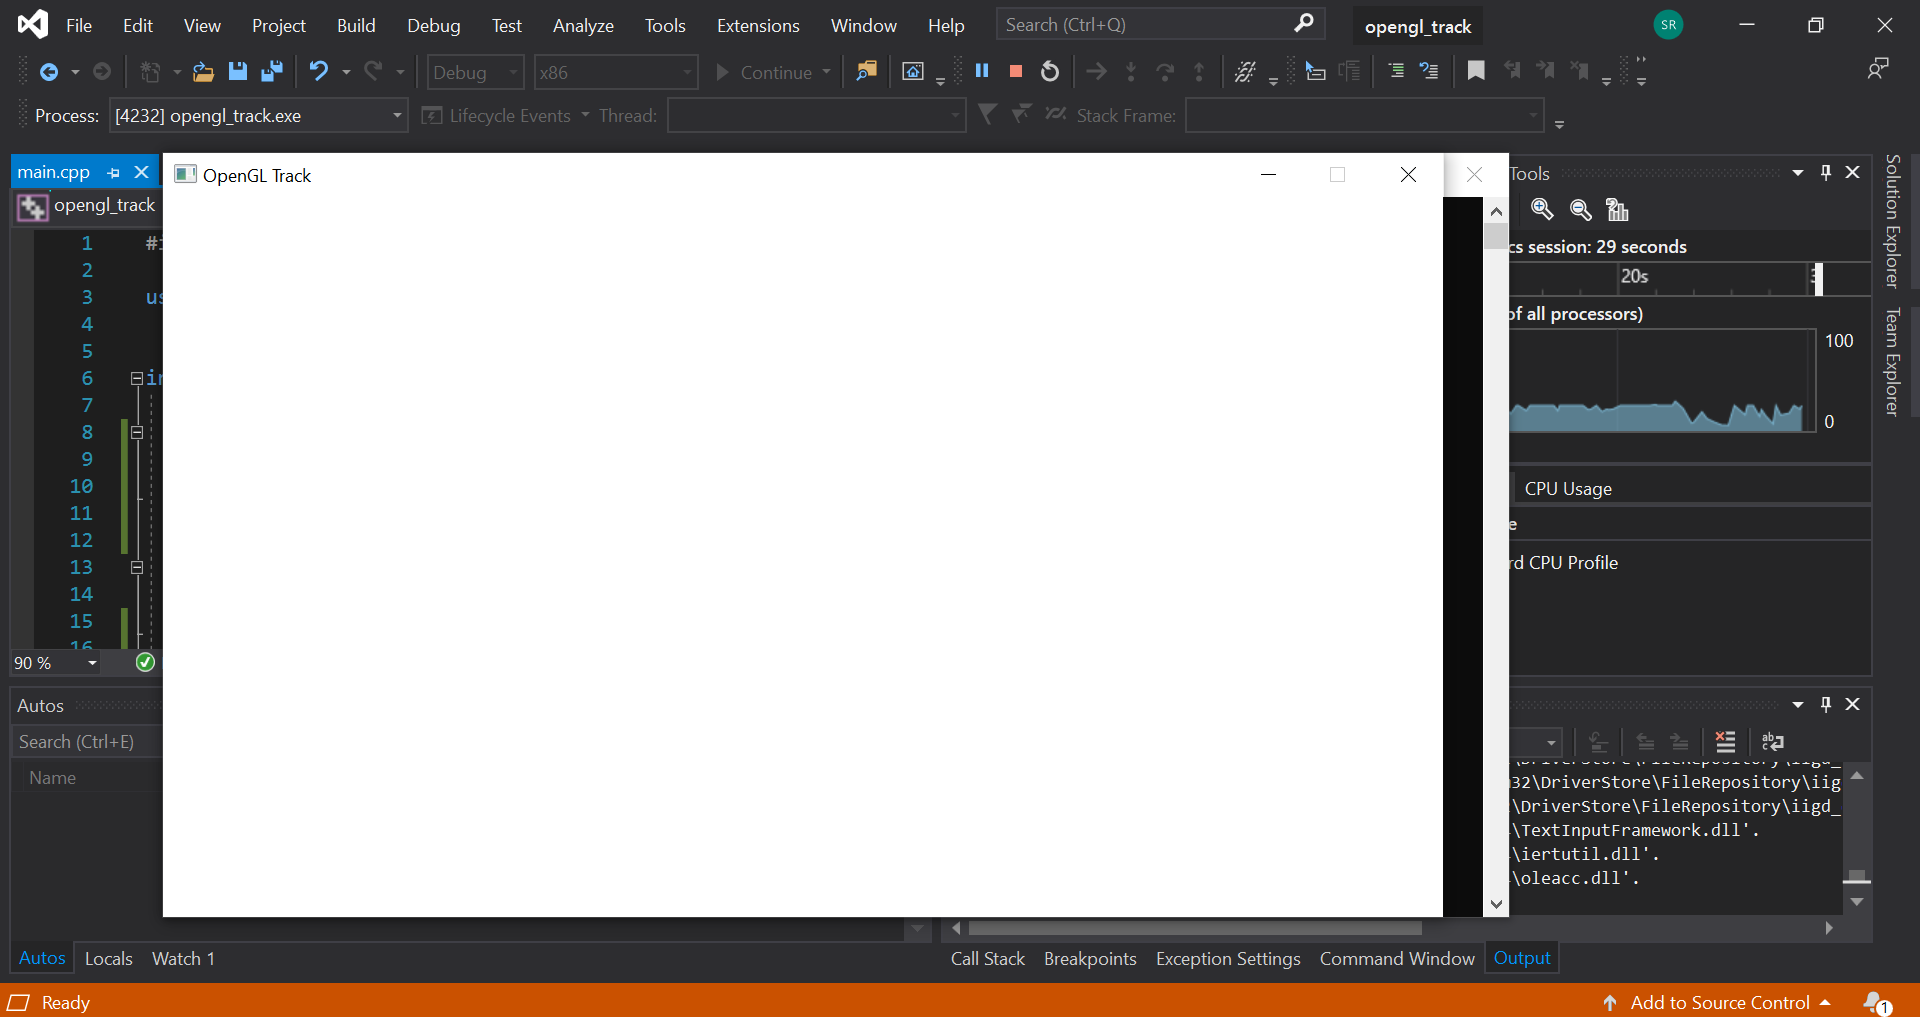 File Edit View Project Build Debug Test Analyze Tools Extensions Window Help Search (Ctrl+Q) opengl_track SR
Debug x86 Continue
Process: [4232] opengl_track.exe Lifecycle Events Thread: Stack Frame:
main.cpp
OpenGL Track
Tools
opengl_track
cs session: 29 seconds
20s
of all processors)
100
0
CPU Usage
rd CPU Profile
Solution Explorer
Team Explorer
1 #i
2
3 us
4
5
6 in
7
8
9
10
11
12
13
14
15
16
90 %
Autos
Search (Ctrl+E)
Name
\DriverStore\FileRepository\iigd_
32\DriverStore\FileRepository\iig
\DriverStore\FileRepository\iigd_
\TextInputFramework.dll'.
\iertutil.dll'.
\oleacc.dll'.
Autos Locals Watch 1
Call Stack Breakpoints Exception Settings Command Window Output
Ready
Add to Source Control 1